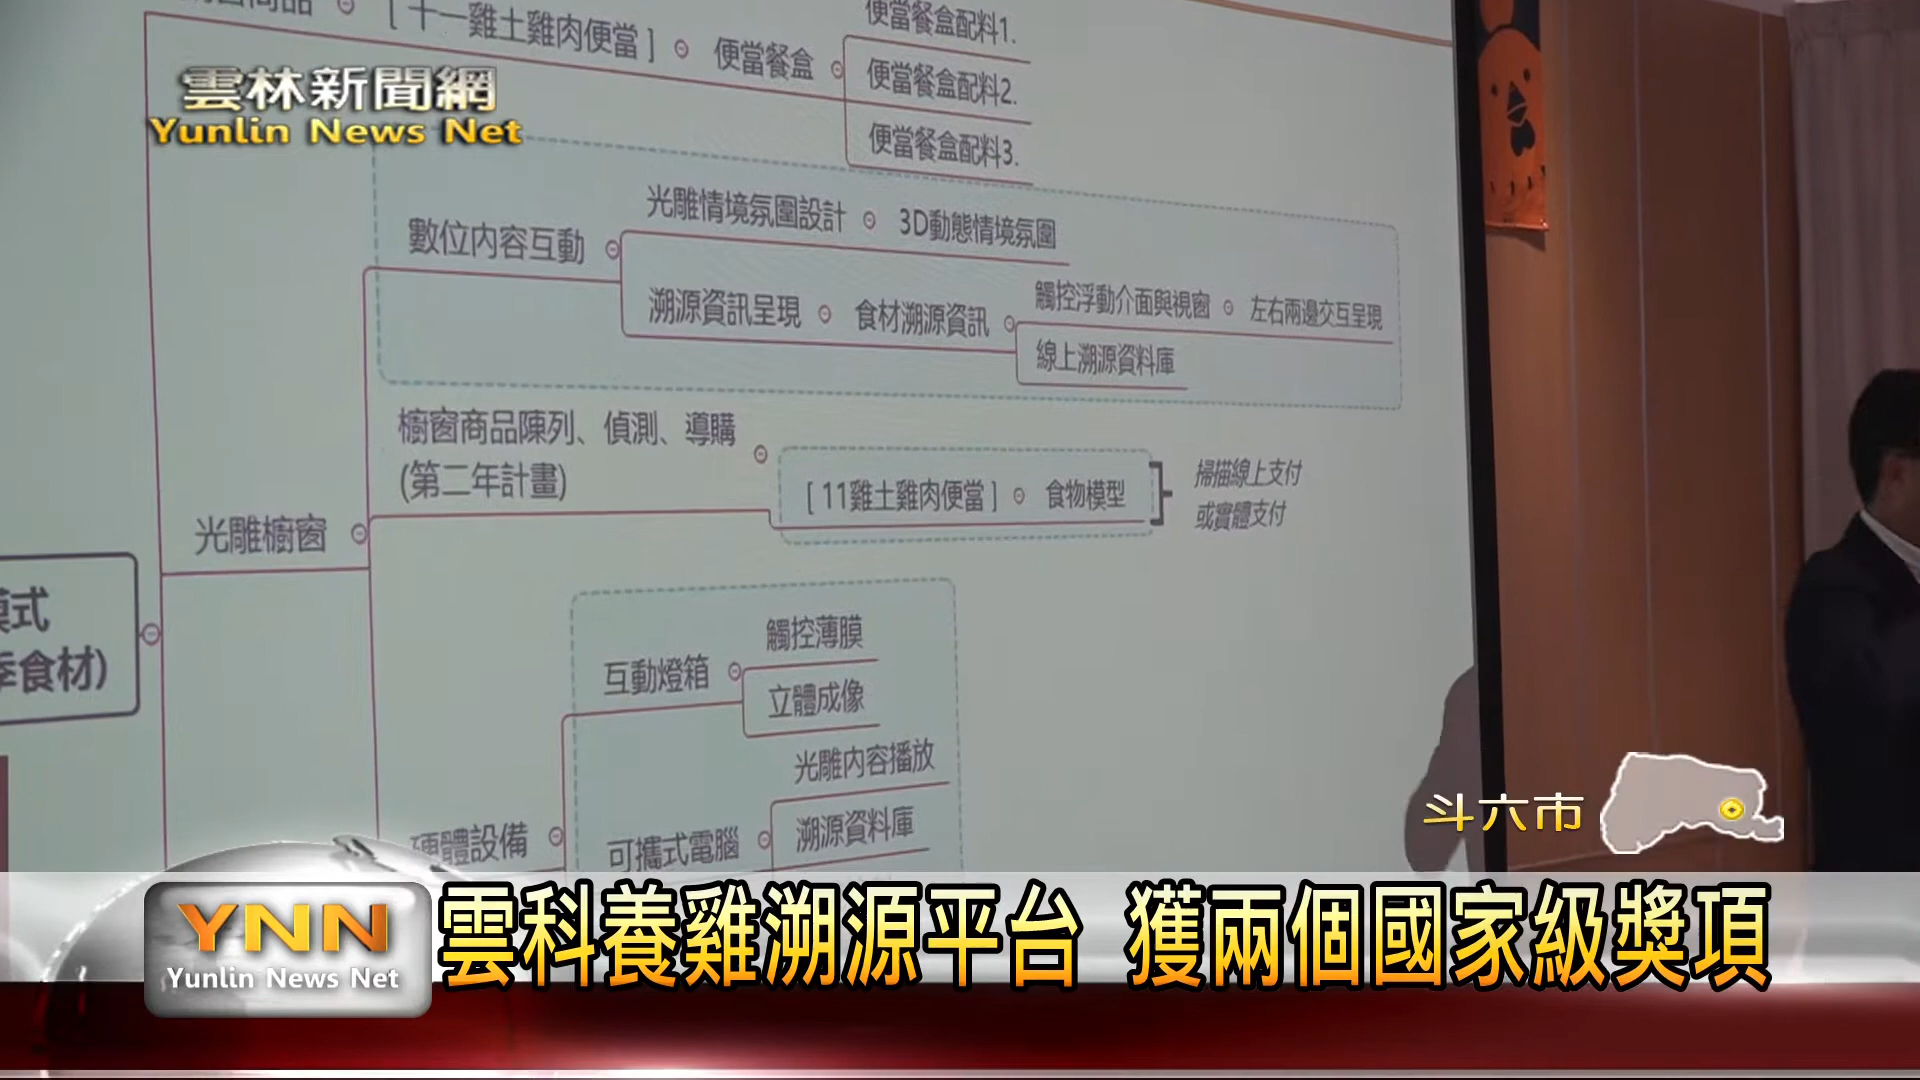 [十一雞土雞肉便當]
便當餐盒
便當餐盒配料1.
便當餐盒配料2.
便當餐盒配料3.
雲林新聞網
Yunlin News Net
數位內容互動
光雕情境氛圍設計
3D動態情境氛圍
溯源資訊呈現
食材溯源資訊
觸控浮動介面與視窗
左右兩邊交互呈現
線上溯源資料庫
櫥窗商品陳列、偵測、導購
(第二年計畫)
[11雞土雞肉便當]
食物模型
掃描線上支付
或實體支付
光雕櫥窗
式
季食材)
互動燈箱
觸控薄膜
立體成像
硬體設備
可攜式電腦
光雕內容播放
溯源資料庫
斗六市
YNN
Yunlin News Net
雲科養雞溯源平台 獲兩個國家級獎項